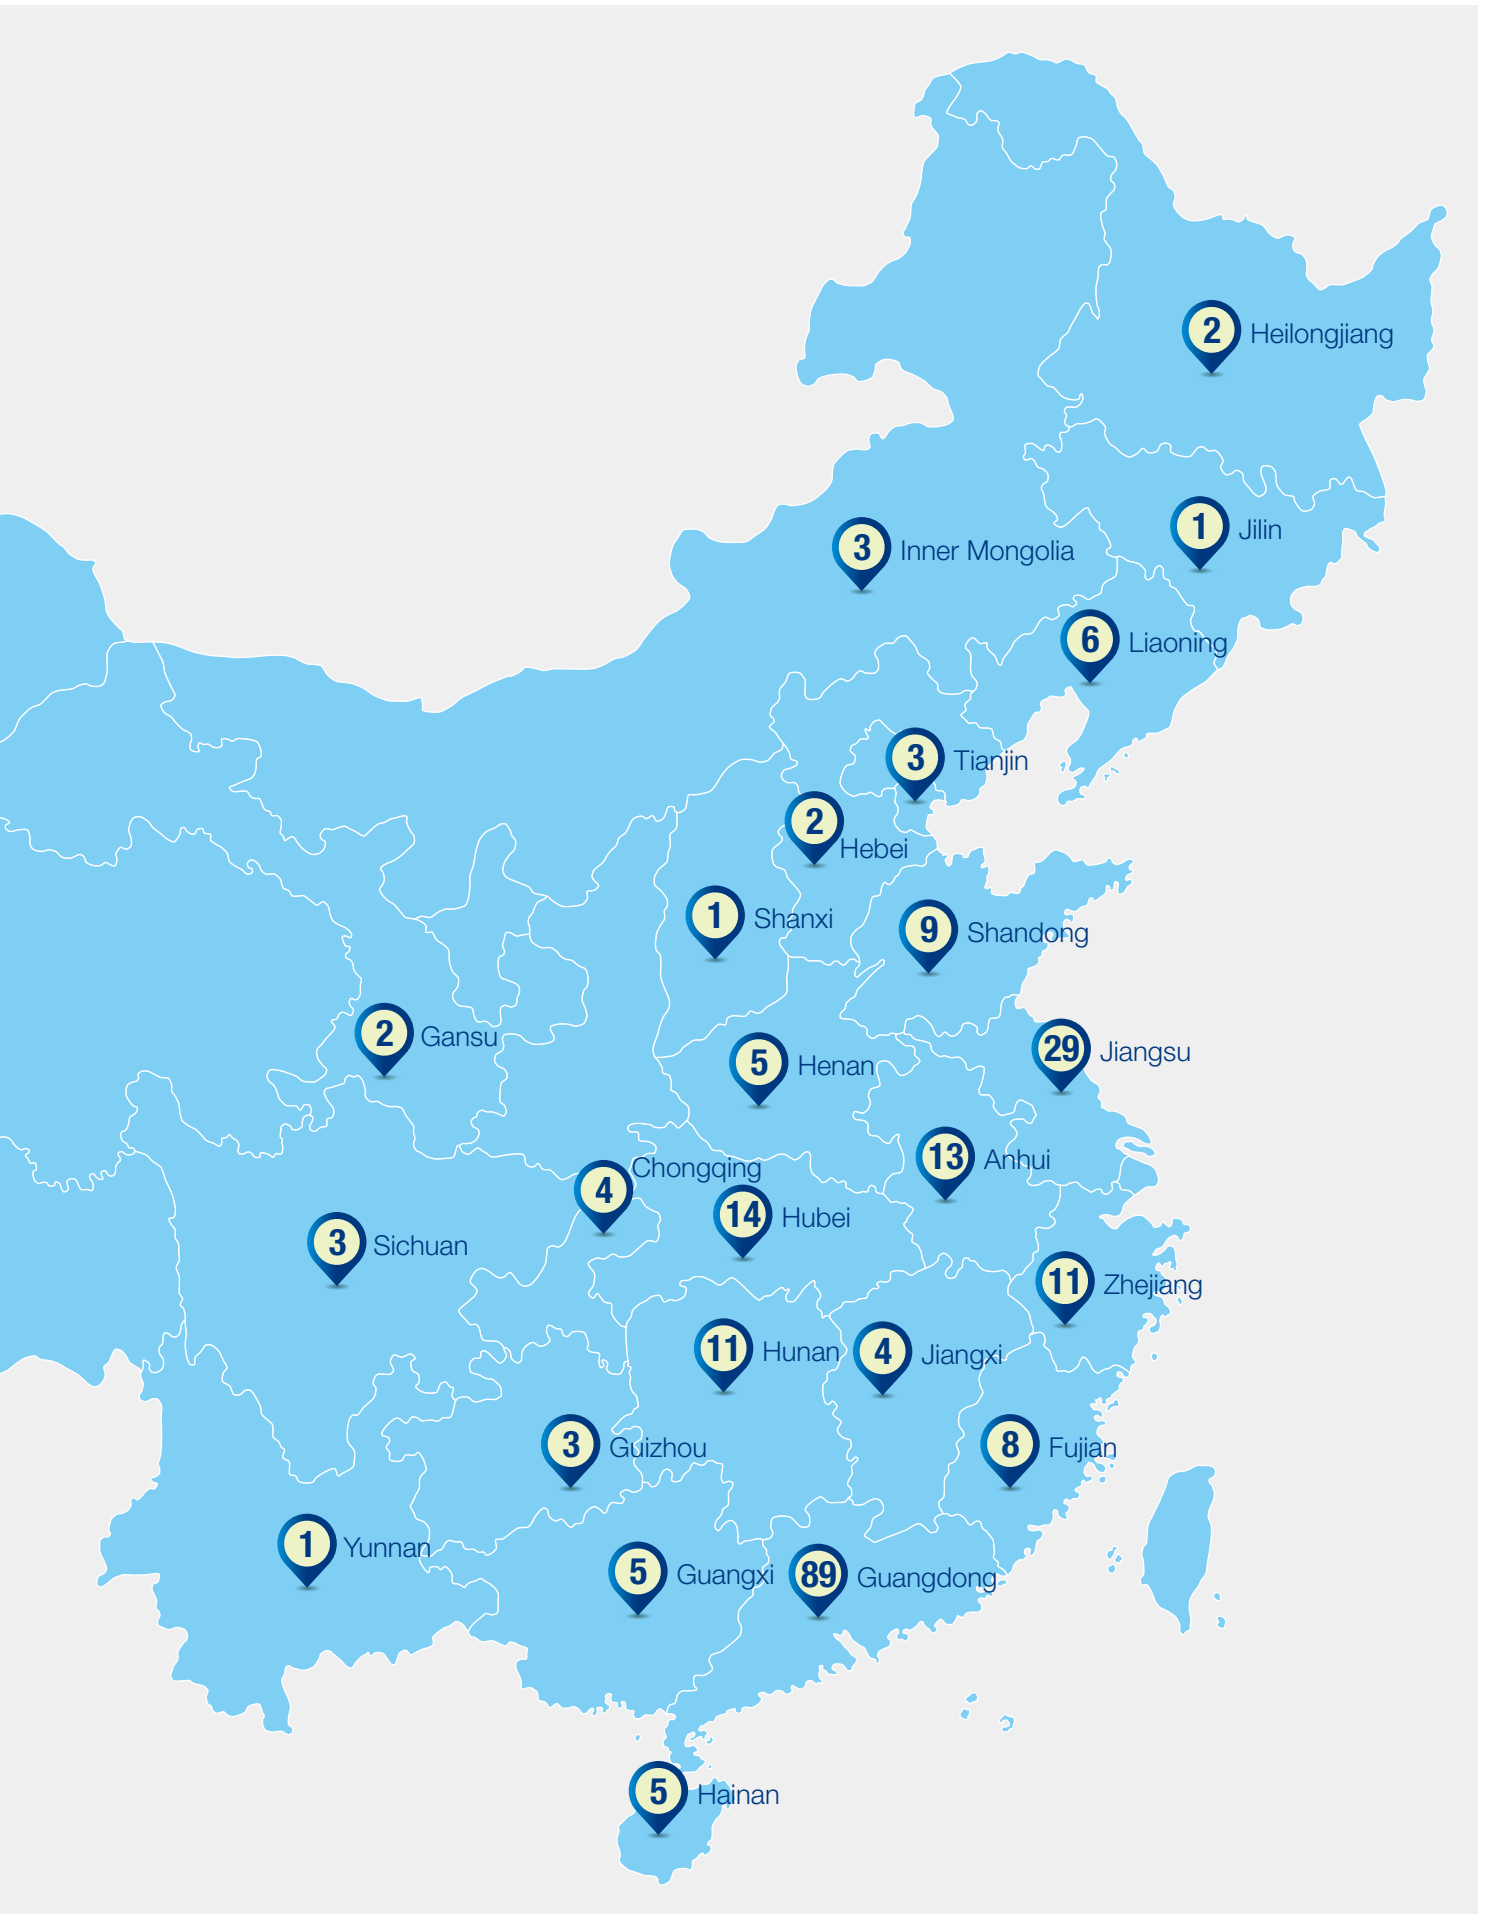 2 Heilongjiang
1 Jilin
3 Inner Mongolia
6 Liaoning
3 Tianjin
2 Hebei
1 Shanxi
9 Shandong
2 Gansu
5 Henan
29 Jiangsu
13 Anhui
4 Chongqing
14 Hubei
3 Sichuan
11 Zhejiang
11 Hunan
4 Jiangxi
3 Guizhou
8 Fujian
1 Yunnan
5 Guangxi
89 Guangdong
5 Hainan